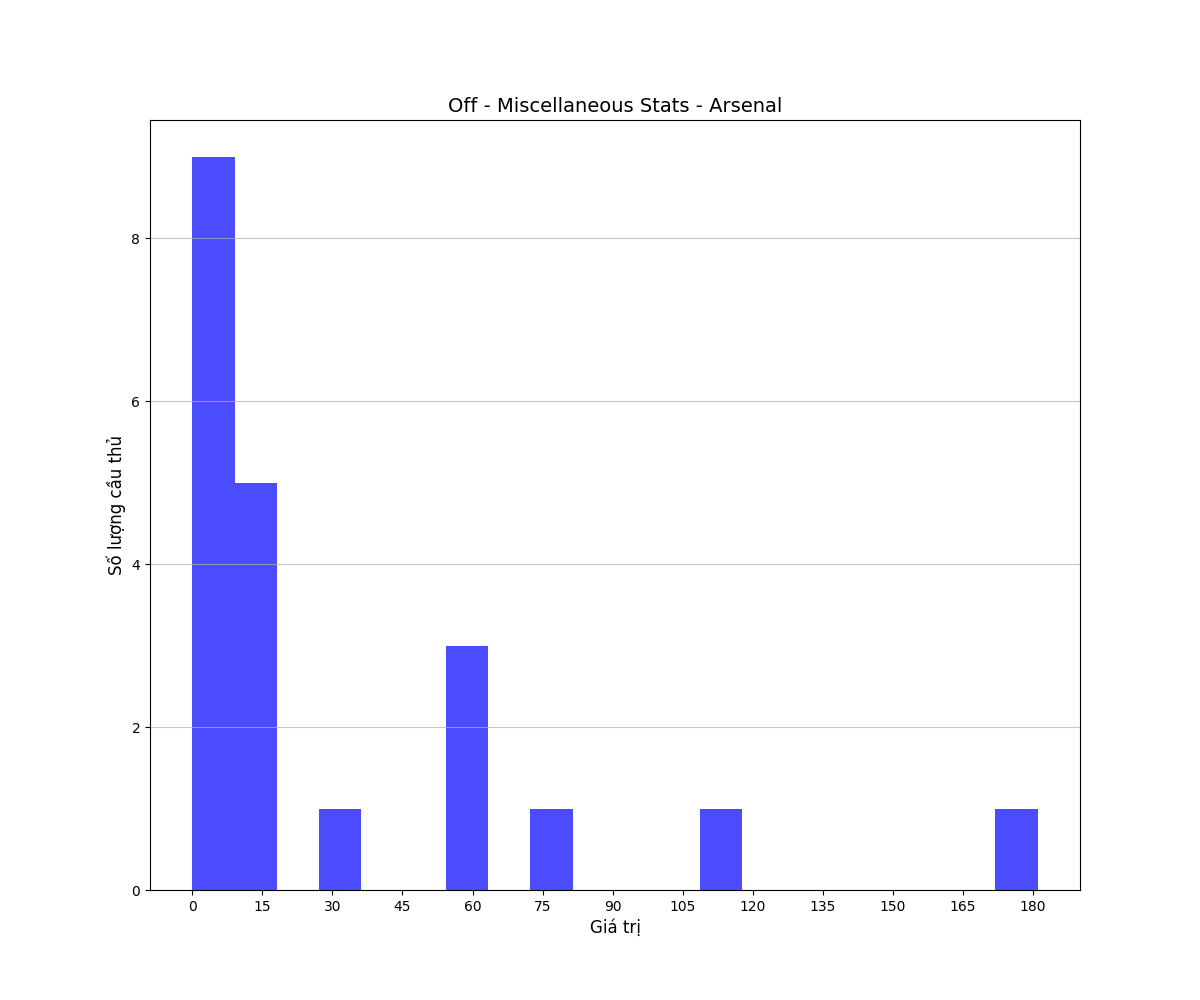 Off - Miscellaneous Stats - Arsenal
8
6
4
2
0
Số lượng cầu thủ
0 15 30 45 60 75 90 105 120 135 150 165 180
Giá trị